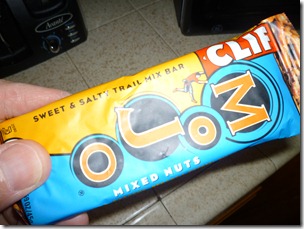 SWEET & SALTY TRAIL MIX BAR
CLIF
MOJO
MIXED NUTS